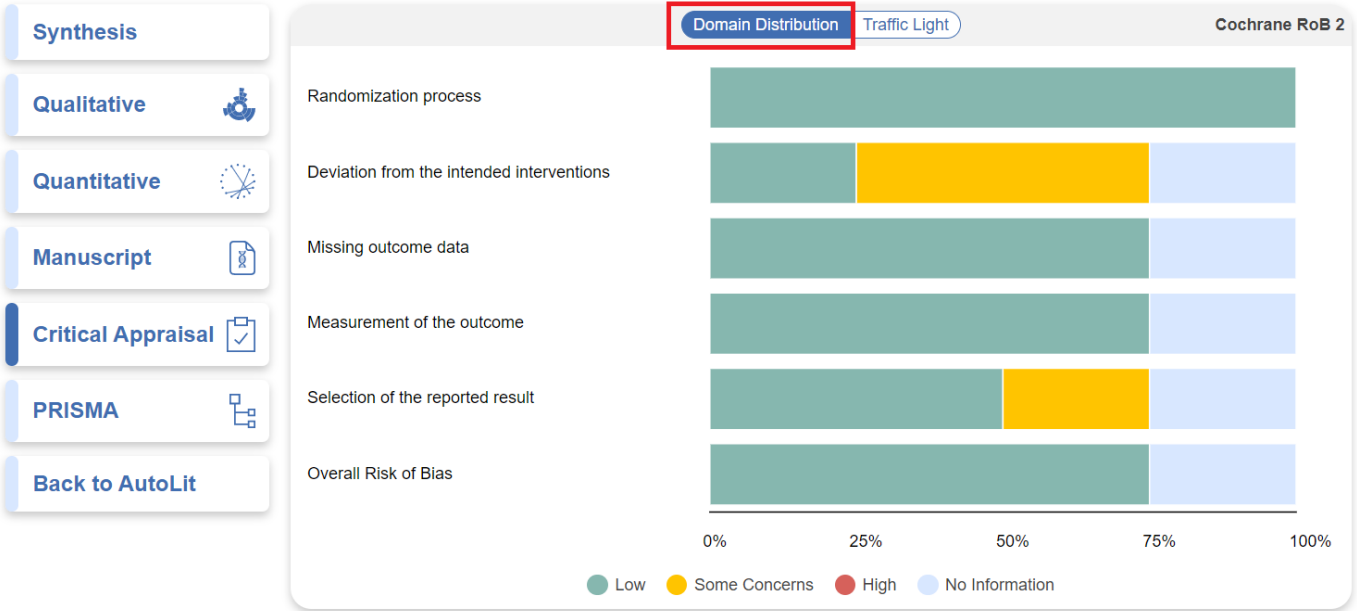 Synthesis
Qualitative
Quantitative
Manuscript
Critical Appraisal
PRISMA
Back to AutoLit
Domain Distribution Traffic Light Cochrane RoB 2
Randomization process
Deviation from the intended interventions
Missing outcome data
Measurement of the outcome
Selection of the reported result
Overall Risk of Bias
0% 25% 50% 75% 100%
Low Some Concerns High No Information